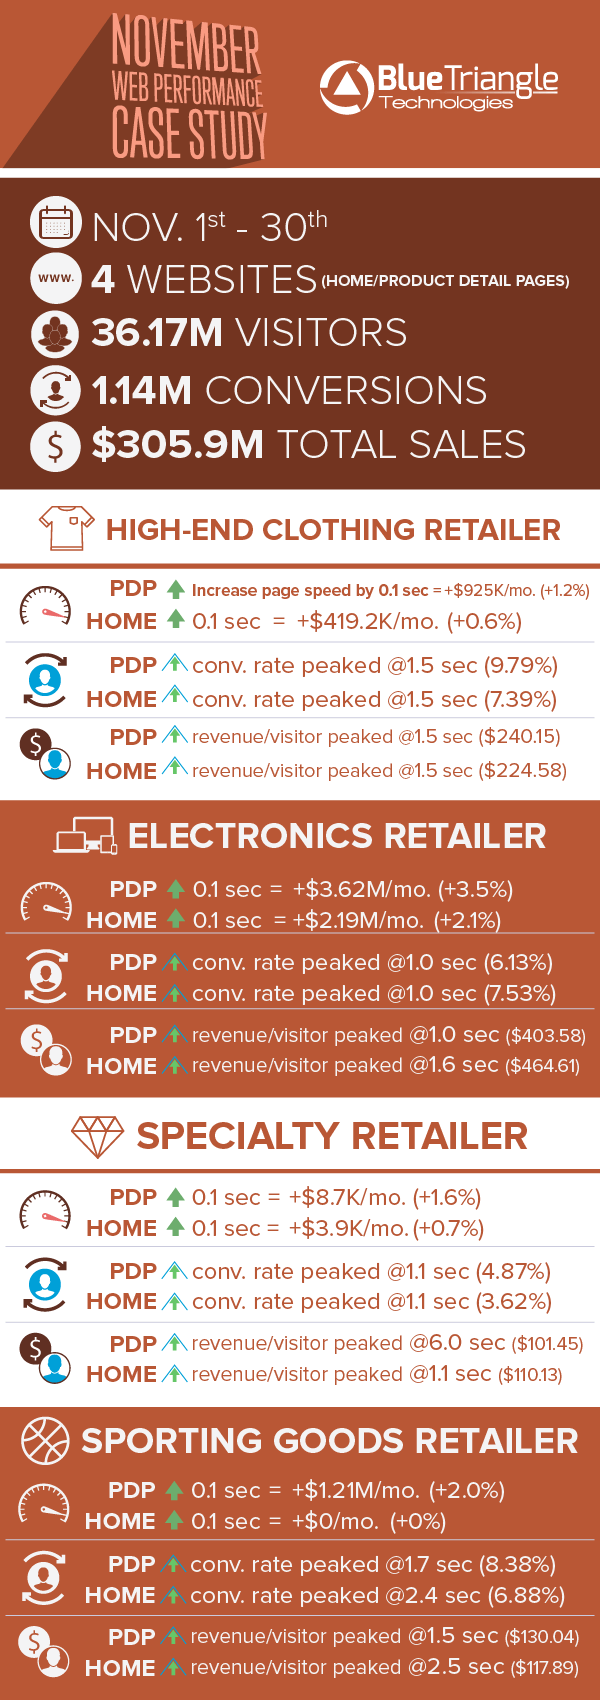 NOVEMBER
WEB PERFORMANCE
CASE STUDY
BlueTriangle
Technologies
NOV. 1st - 30th
www.
4 WEBSITES (HOME/PRODUCT DETAIL PAGES)
36.17M VISITORS
1.14M CONVERSIONS
$ $305.9M TOTAL SALES
HIGH-END CLOTHING RETAILER
PDP Increase page speed by 0.1 sec = +$925K/mo. (+1.2%)
HOME 0.1 sec = +$419.2K/mo. (+0.6%)
PDP conv. rate peaked @1.5 sec (9.79%)
HOME conv. rate peaked @1.5 sec (7.39%)
$
PDP revenue/visitor peaked @1.5 sec ($240.15)
HOME revenue/visitor peaked @1.5 sec ($224.58)
ELECTRONICS RETAILER
PDP 0.1 sec = +$3.62M/mo. (+3.5%)
HOME 0.1 sec = +$2.19M/mo. (+2.1%)
PDP conv. rate peaked @1.0 sec (6.13%)
HOME conv. rate peaked @1.0 sec (7.53%)
$
PDP revenue/visitor peaked @1.0 sec ($403.58)
HOME revenue/visitor peaked @1.6 sec ($464.61)
SPECIALTY RETAILER
PDP 0.1 sec = +$8.7K/mo. (+1.6%)
HOME 0.1 sec = +$3.9K/mo. (+0.7%)
PDP conv. rate peaked @1.1 sec (4.87%)
HOME conv. rate peaked @1.1 sec (3.62%)
$
PDP revenue/visitor peaked @6.0 sec ($101.45)
HOME revenue/visitor peaked @1.1 sec ($110.13)
SPORTING GOODS RETAILER
PDP 0.1 sec = +$1.21M/mo. (+2.0%)
HOME 0.1 sec = +$0/mo. (+0%)
PDP conv. rate peaked @1.7 sec (8.38%)
HOME conv. rate peaked @2.4 sec (6.88%)
$
PDP revenue/visitor peaked @1.5 sec ($130.04)
HOME revenue/visitor peaked @2.5 sec ($117.89)